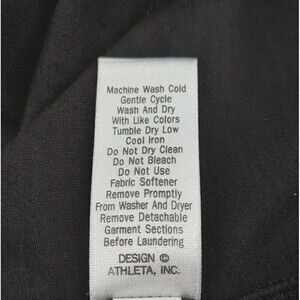 Machine Wash Cold
Gentle Cycle
Wash And Dry
With Like Colors
Tumble Dry Low
Cool Iron
Do Not Dry Clean
Do Not Bleach
Do Not Use
Fabric Softener
Remove Promptly
From Washer And Dryer
Remove Detachable
Garment Sections
Before Laundering
DESIGN ©
ATHLETA, INC.